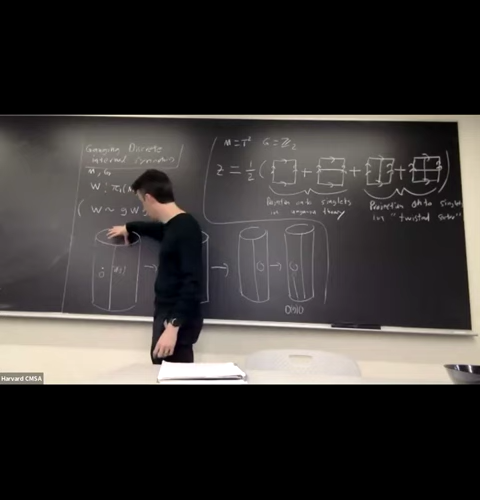 Gauging Discrete
Internal Symmetries
M, G
W: π₁(M
( W ~ g W g
M = T² G = ℤ₂
Z = 1/2 ( + + + )
Projection onto singlets
in ungauged theory
Projection onto singlets
in "twisted sector"
Harvard CMSA